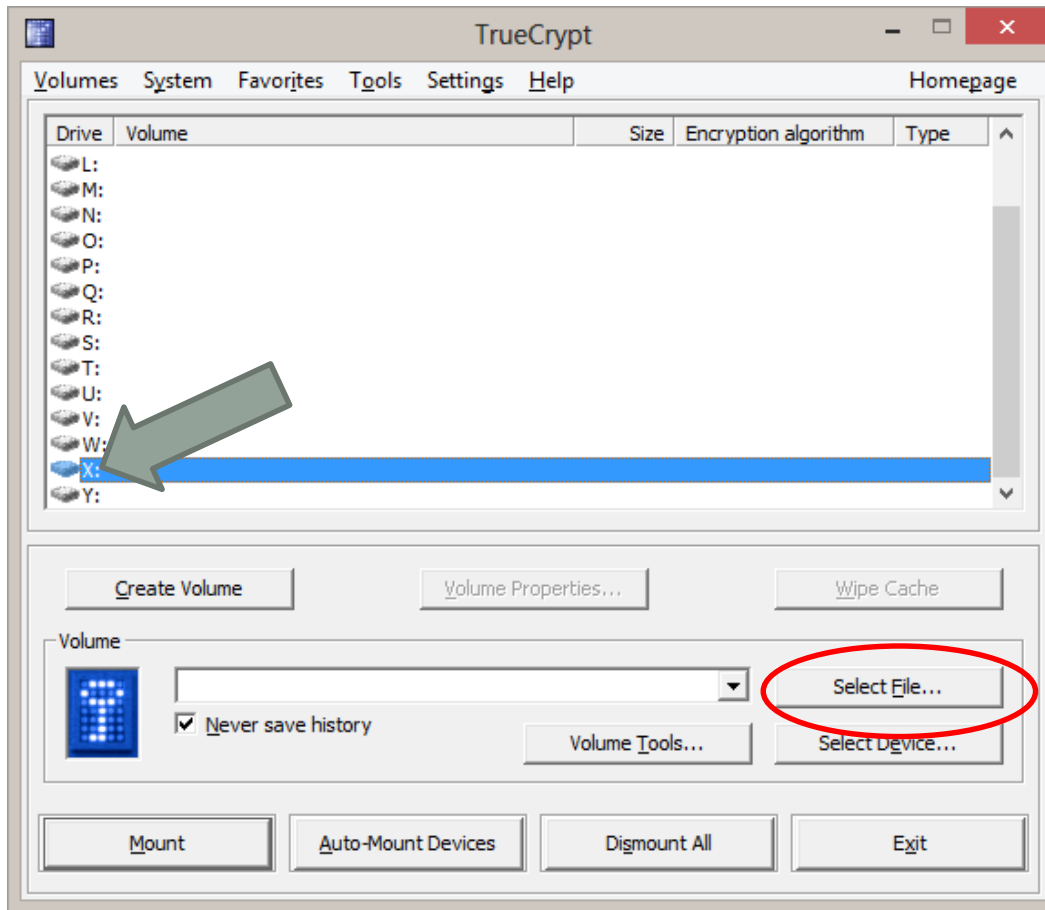 TrueCrypt
Volumes System Favorites Tools Settings Help Homepage
Drive Volume Size Encryption algorithm Type
L:
M:
N:
O:
P:
Q:
R:
S:
T:
U:
V:
W:
X:
Y:
Create Volume Volume Properties... Wipe Cache
Volume
Select File...
Never save history
Volume Tools... Select Device...
Mount Auto-Mount Devices Dismount All Exit